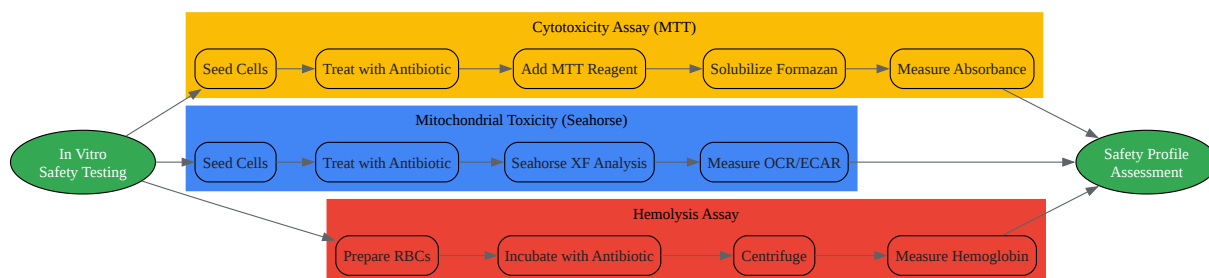 Cytotoxicity Assay (MTT)
Seed Cells
Treat with Antibiotic
Add MTT Reagent
Solubilize Formazan
Measure Absorbance
In Vitro
Safety Testing
Mitochondrial Toxicity (Seahorse)
Seed Cells
Treat with Antibiotic
Seahorse XF Analysis
Measure OCR/ECAR
Safety Profile
Assessment
Hemolysis Assay
Prepare RBCs
Incubate with Antibiotic
Centrifuge
Measure Hemoglobin